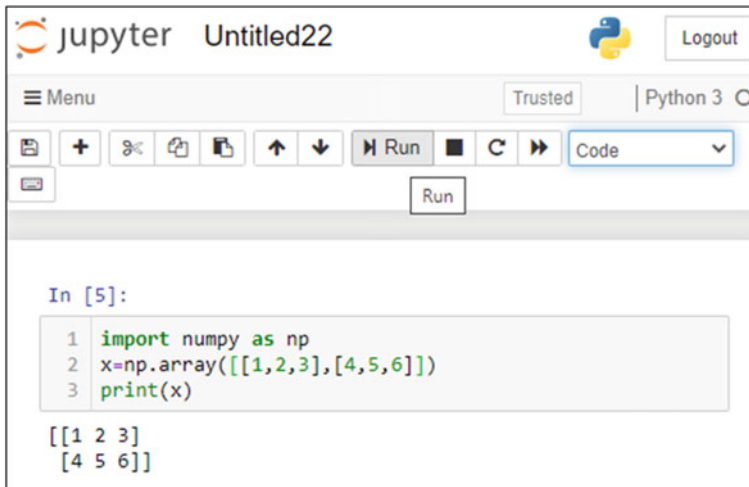 jupyter Untitled22 Logout
Menu Trusted Python 3
Run Code
Run
In [5]:
1 import numpy as np
2 x=np.array([[1,2,3],[4,5,6]])
3 print(x)
[[1 2 3]
 [4 5 6]]